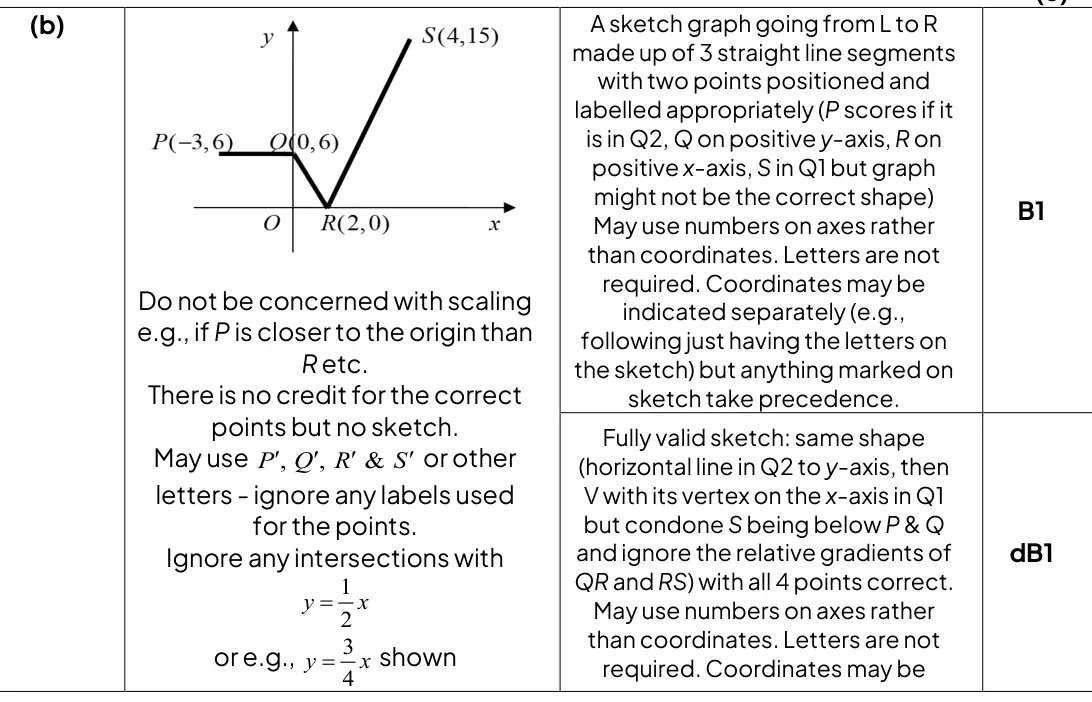 (b)
y
S(4,15)
P(−3,6)
Q(0,6)
O
R(2,0)
x
Do not be concerned with scaling
e.g., if P is closer to the origin than
R etc.
There is no credit for the correct
points but no sketch.
May use P′, Q′, R′ & S′ or other
letters - ignore any labels used
for the points.
Ignore any intersections with
y = 1/2 x
or e.g., y = 3/4 x shown
A sketch graph going from L to R
made up of 3 straight line segments
with two points positioned and
labelled appropriately (P scores if it
is in Q2, Q on positive y-axis, R on
positive x-axis, S in Q1 but graph
might not be the correct shape)
May use numbers on axes rather
than coordinates. Letters are not
required. Coordinates may be
indicated separately (e.g.,
following just having the letters on
the sketch) but anything marked on
sketch take precedence.
B1
Fully valid sketch: same shape
(horizontal line in Q2 to y-axis, then
V with its vertex on the x-axis in Q1
but condone S being below P & Q
and ignore the relative gradients of
QR and RS) with all 4 points correct.
May use numbers on axes rather
than coordinates. Letters are not
required. Coordinates may be
dB1